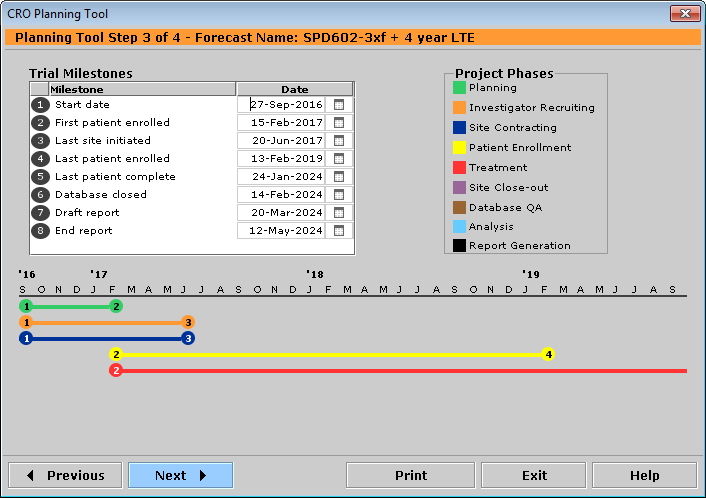 CRO Planning Tool
Planning Tool Step 3 of 4 - Forecast Name: SPD602-3xf + 4 year LTE
Trial Milestones
Milestone Date
1 Start date 27-Sep-2016
2 First patient enrolled 15-Feb-2017
3 Last site initiated 20-Jun-2017
4 Last patient enrolled 13-Feb-2019
5 Last patient complete 24-Jan-2024
6 Database closed 14-Feb-2024
7 Draft report 20-Mar-2024
8 End report 12-May-2024
Project Phases
Planning
Investigator Recruiting
Site Contracting
Patient Enrollment
Treatment
Site Close-out
Database QA
Analysis
Report Generation
'16 '17 '18 '19
S O N D J F M A M J J A S O N D J F M A M J J A S O N D J F M A M J J A S
1 2
1 3
1 3
2 4
2
Previous Next Print Exit Help